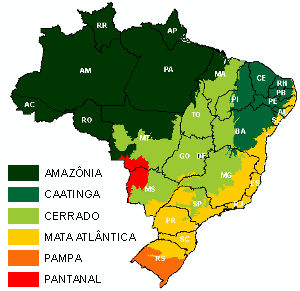 RR
AP
AM
PA
MA
CE
RN
PB
PE
PI
AC
TO
RO
BA
MT
GO
DF
MG
MS
SP
PR
SC
RS
AMAZÔNIA
CAATINGA
CERRADO
MATA ATLÂNTICA
PAMPA
PANTANAL